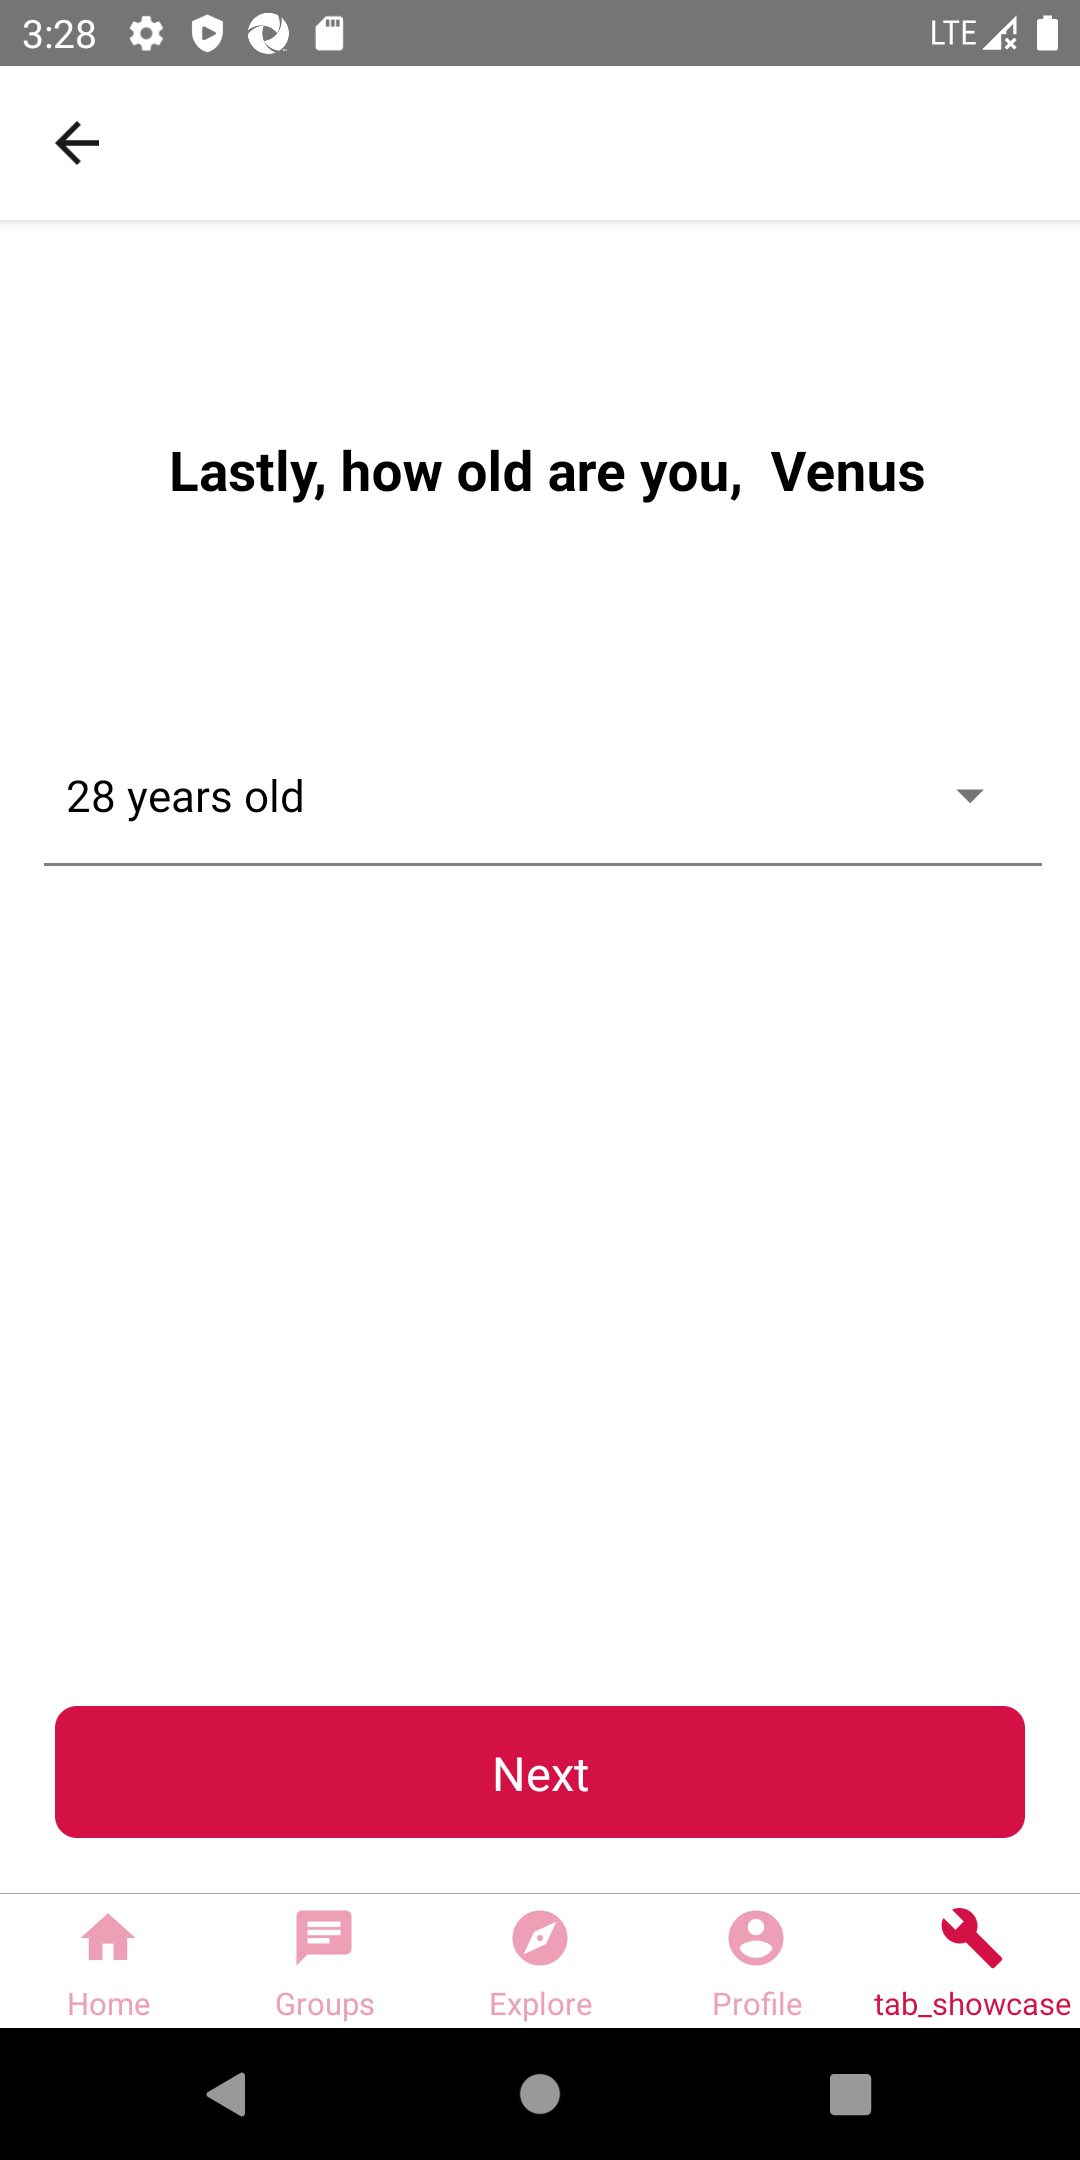 3:28
LTE
Lastly, how old are you,  Venus
28 years old
Next
Home
Groups
Explore
Profile
tab_showcase